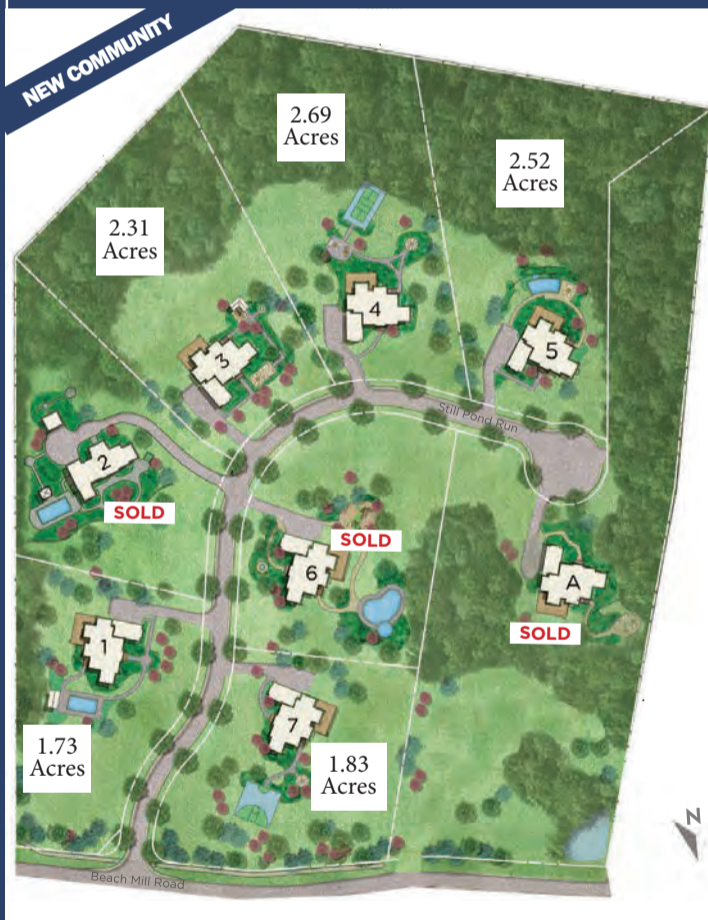 NEW COMMUNITY
2.69
Acres
2.52
Acres
2.31
Acres
4
5
3
Still Pond Run
2
SOLD
SOLD
6
A
SOLD
1
7
1.73
Acres
1.83
Acres
N
Beach Mill Road